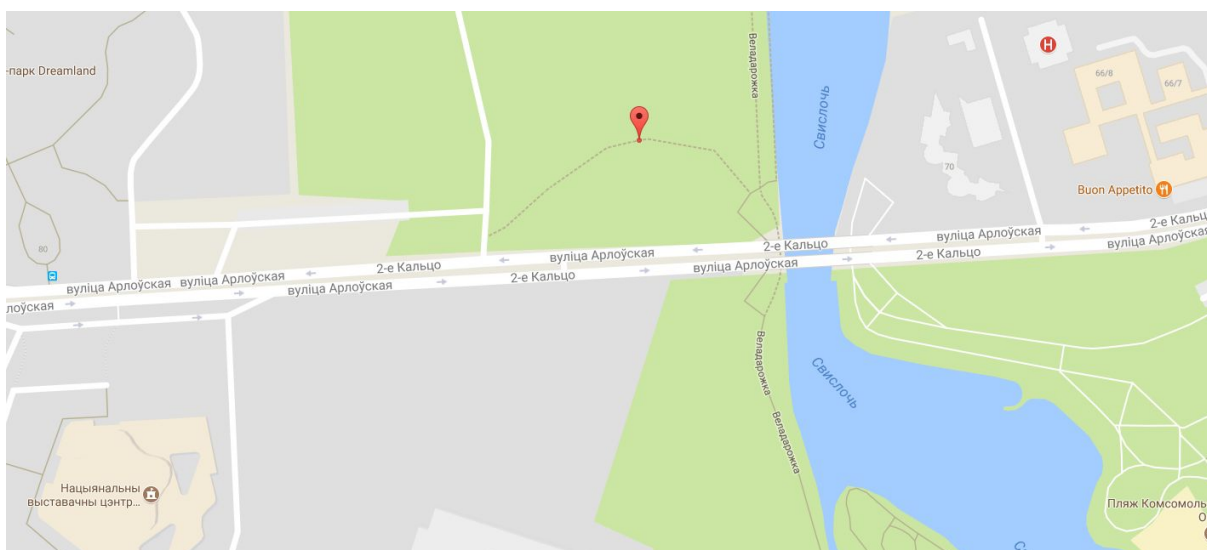 -парк Dreamland
80
Веладарожка
Свислочь
H
66/8
66/7
70
Buon Appetito
2-е Кальцо
вуліца Арлоўская
вуліца Арлоўская
2-е Кальцо
вуліца Арлоўская
2-е Кальцо
вуліца Арлоўская
вуліца Арлоўская
2-е Кальцо
вуліца Арлоўская
2-е Кальцо
вуліца Арлоўская
вуліца Арлоўская
лоўская
Веладарожка
Свислочь
Веладарожка
Нацыянальны
выставачны цэнтр...
Пляж Комсомоль
О
С